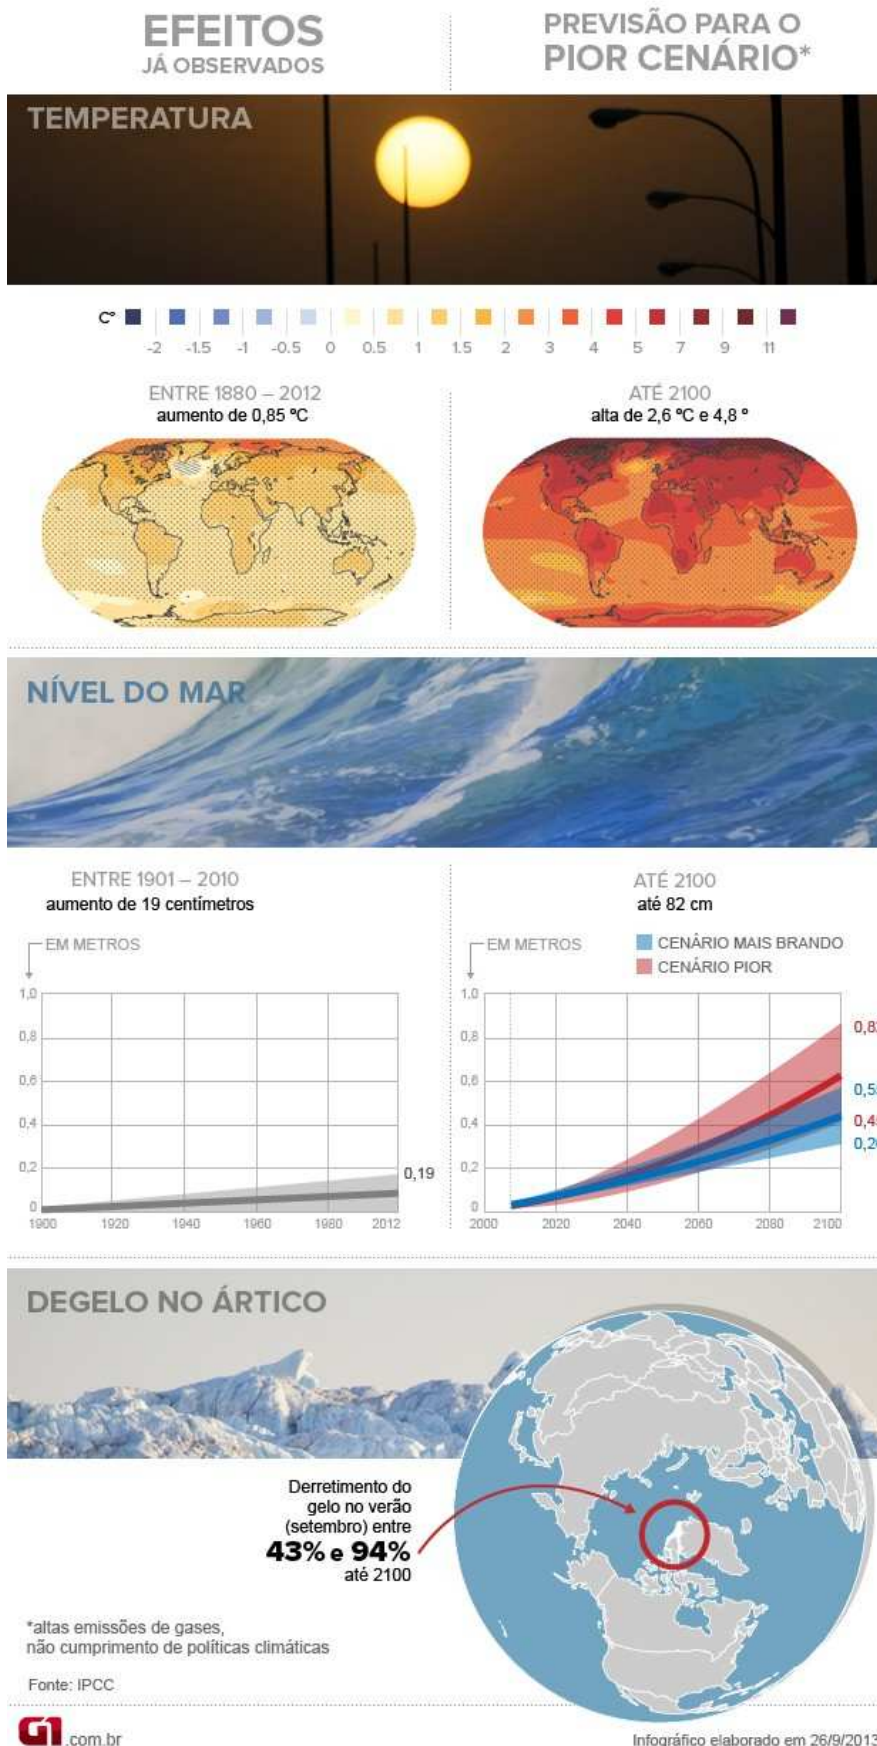 EFEITOS
JÁ OBSERVADOS
PREVISÃO PARA O
PIOR CENÁRIO*
TEMPERATURA
Cº
-2 -1.5 -1 -0.5 0 0.5 1 1.5 2 3 4 5 7 9 11
ENTRE 1880 – 2012
aumento de 0,85 ºC
ATÉ 2100
alta de 2,6 ºC e 4,8 º
NÍVEL DO MAR
ENTRE 1901 – 2010
aumento de 19 centímetros
EM METROS
1,0
0,8
0,6
0,4
0,2
0
0,19
1900 1920 1940 1960 1980 2012
ATÉ 2100
até 82 cm
EM METROS
CENÁRIO MAIS BRANDO
CENÁRIO PIOR
1,0
0,8
0,6
0,4
0,2
0
2000 2020 2040 2060 2080 2100
DEGELO NO ÁRTICO
Derretimento do
gelo no verão
(setembro) entre
43% e 94%
até 2100
*altas emissões de gases,
não cumprimento de políticas climáticas
Fonte: IPCC
G1.com.br
Infográfico elaborado em 26/9/2013